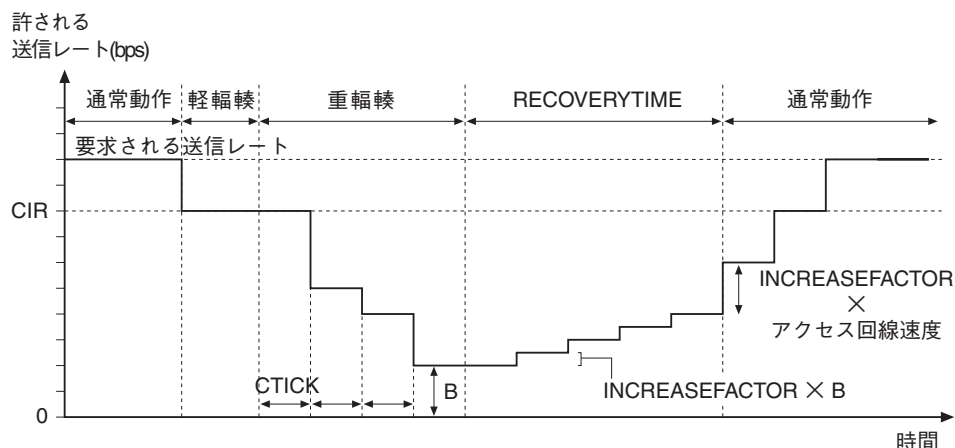 許される
送信レート(bps)
通常動作
軽輻輳
重輻輳
RECOVERYTIME
通常動作
要求される送信レート
CIR
INCREASEFACTOR
×
アクセス回線速度
CTICK
B
INCREASEFACTOR × B
0
時間